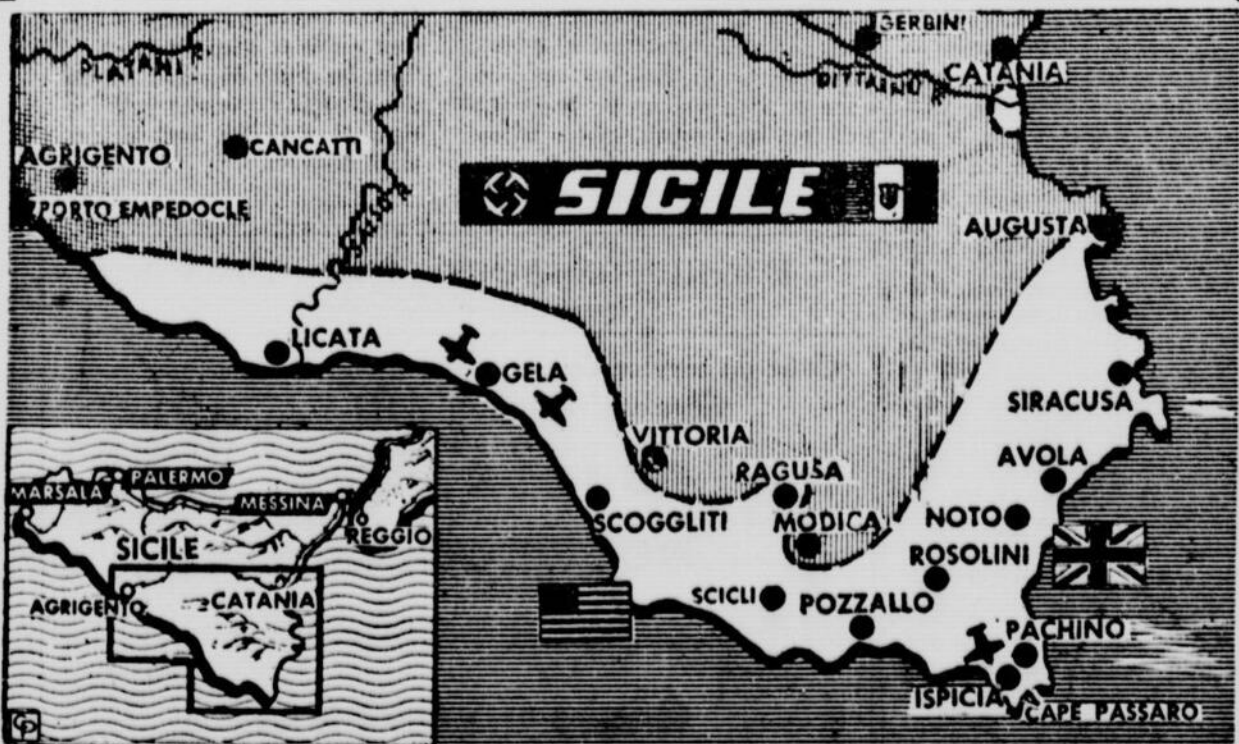 GERBINI
PLATANI R
DITTAINO R
CATANIA
CANCATTI
AGRIGENTO
SICILE
PORTO EMPEDOCLE
SALSO R
AUGUSTA
LICATA
GELA
SIRACUSA
VITTORIA
RAGUSA
AVOLA
SCOGGLITI
MODICA
NOTO
ROSOLINI
SCICLI
POZZALLO
PACHINO
ISPICIA
CAPE PASSARO
PALERMO
MARSALA
MESSINA
REGGIO
SICILE
AGRIGENTO
CATANIA
CP